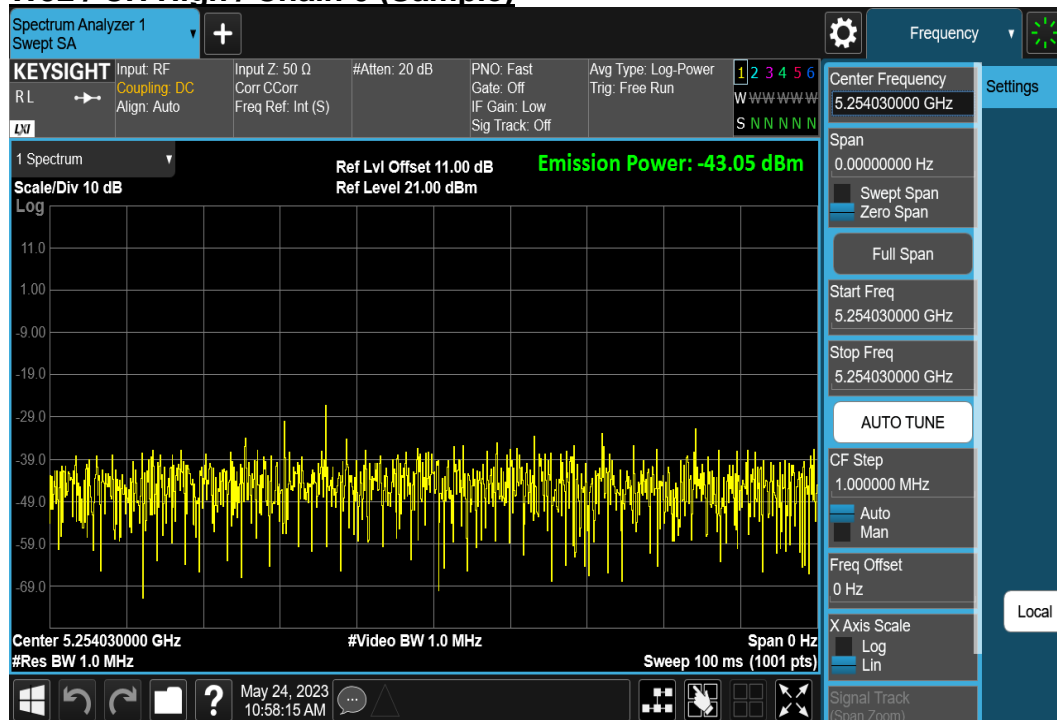 Spectrum Analyzer 1
Swept SA
+
Frequency
KEYSIGHT
R L
LXI
Input: RF
Coupling: DC
Align: Auto
Input Z: 50 Ω
Corr CCorr
Freq Ref: Int (S)
#Atten: 20 dB
PNO: Fast
Gate: Off
IF Gain: Low
Sig Track: Off
Avg Type: Log-Power
Trig: Free Run
1 2 3 4 5 6
W W W W W W
S N N N N N
1 Spectrum
Scale/Div 10 dB
Log
Ref Lvl Offset 11.00 dB
Ref Level 21.00 dBm
Emission Power: -43.05 dBm
11.0
1.00
-9.00
-19.0
-29.0
-39.0
-49.0
-59.0
-69.0
Center 5.254030000 GHz
#Res BW 1.0 MHz
#Video BW 1.0 MHz
Span 0 Hz
Sweep 100 ms (1001 pts)
?
May 24, 2023
10:58:15 AM
Center Frequency
5.254030000 GHz
Span
0.00000000 Hz
Swept Span
Zero Span
Full Span
Start Freq
5.254030000 GHz
Stop Freq
5.254030000 GHz
AUTO TUNE
CF Step
1.000000 MHz
Auto
Man
Freq Offset
0 Hz
X Axis Scale
Log
Lin
Signal Track
(Span Zoom)
Settings
Local